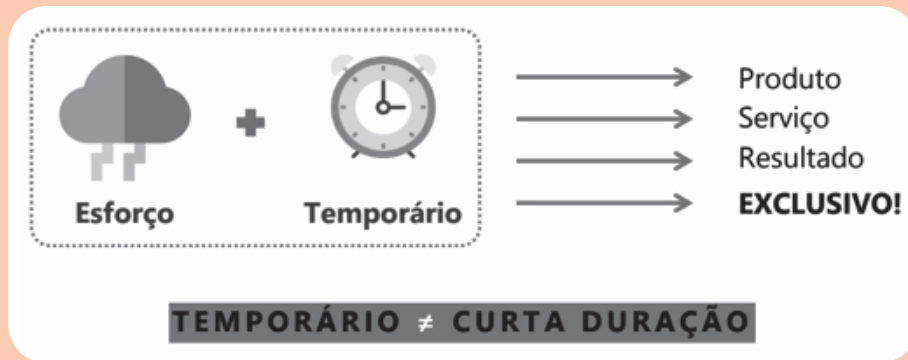 Esforço
Temporário
Produto
Serviço
Resultado
EXCLUSIVO!
TEMPORÁRIO ≠ CURTA DURAÇÃO